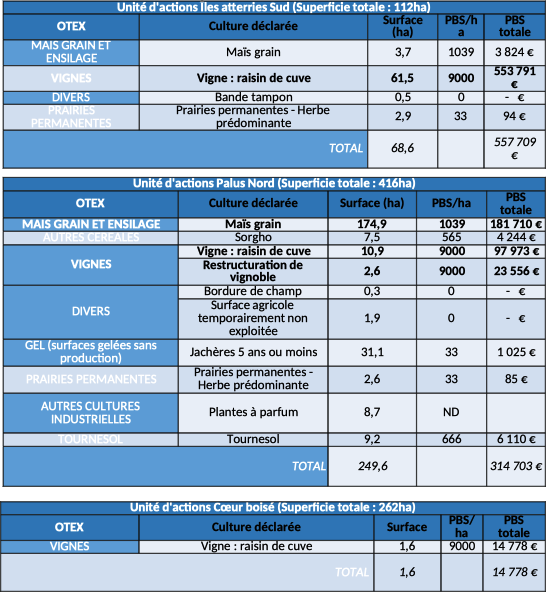 Unité d'actions Iles atterries Sud (Superficie totale : 112ha)
OTEX Culture déclarée Surface (ha) PBS/ha PBS totale
MAIS GRAIN ET ENSILAGE Maïs grain 3,7 1039 3 824 €
VIGNES Vigne : raisin de cuve 61,5 9000 553 791 €
DIVERS Bande tampon 0,5 0 - €
PRAIRIES PERMANENTES Prairies permanentes - Herbe prédominante 2,9 33 94 €
TOTAL 68,6 557 709 €
Unité d'actions Palus Nord (Superficie totale : 416ha)
OTEX Culture déclarée Surface (ha) PBS/ha PBS totale
MAIS GRAIN ET ENSILAGE Maïs grain 174,9 1039 181 710 €
AUTRES CEREALES Sorgho 7,5 565 4 244 €
VIGNES Vigne : raisin de cuve 10,9 9000 97 973 €
Restructuration de vignoble 2,6 9000 23 556 €
DIVERS Bordure de champ 0,3 0 - €
Surface agricole temporairement non exploitée 1,9 0 - €
GEL (surfaces gelées sans production) Jachères 5 ans ou moins 31,1 33 1 025 €
PRAIRIES PERMANENTES Prairies permanentes - Herbe prédominante 2,6 33 85 €
AUTRES CULTURES INDUSTRIELLES Plantes à parfum 8,7 ND
TOURNESOL Tournesol 9,2 666 6 110 €
TOTAL 249,6 314 703 €
Unité d'actions Cœur boisé (Superficie totale : 262ha)
OTEX Culture déclarée Surface PBS/ha PBS totale
VIGNES Vigne : raisin de cuve 1,6 9000 14 778 €
TOTAL 1,6 14 778 €